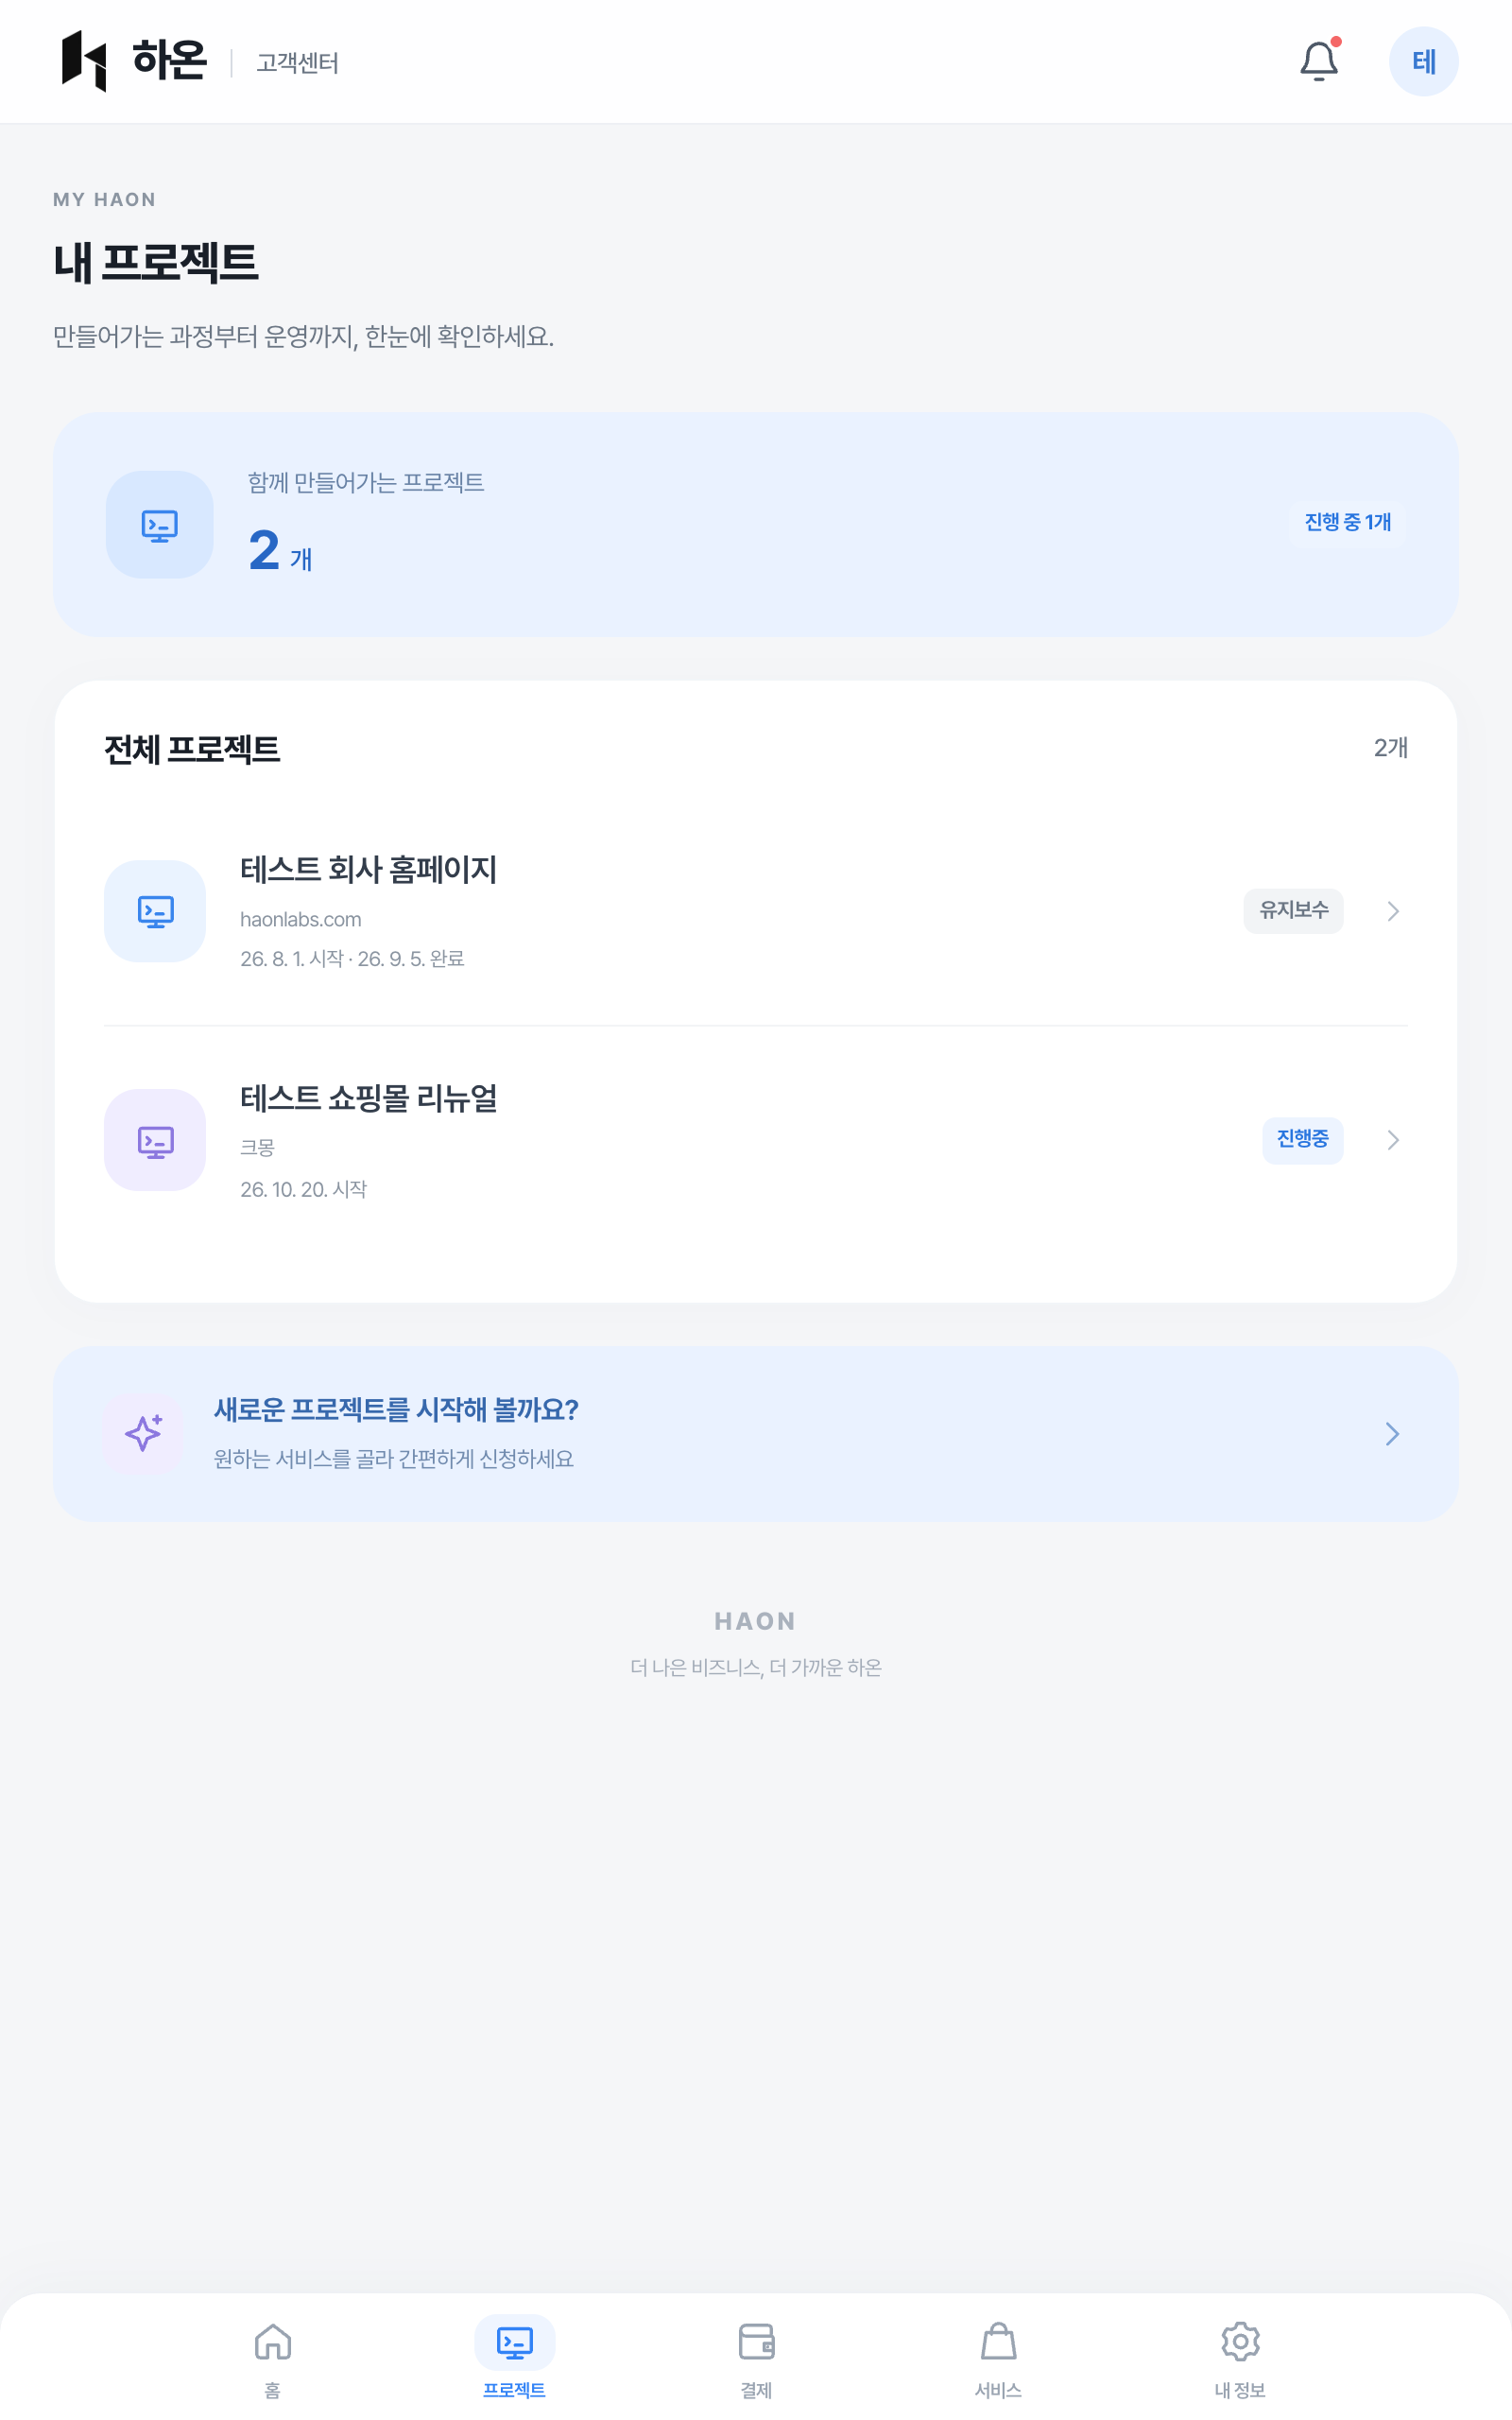 하온
고객센터
테
MY HAON
내 프로젝트
만들어가는 과정부터 운영까지, 한눈에 확인하세요.
함께 만들어가는 프로젝트
2 개
진행 중 1개
전체 프로젝트
2개
테스트 회사 홈페이지
haonlabs.com
26. 8. 1. 시작 · 26. 9. 5. 완료
유지보수
테스트 쇼핑몰 리뉴얼
크몽
26. 10. 20. 시작
진행중
새로운 프로젝트를 시작해 볼까요?
원하는 서비스를 골라 간편하게 신청하세요
HAON
더 나은 비즈니스, 더 가까운 하온
홈
프로젝트
결제
서비스
내 정보